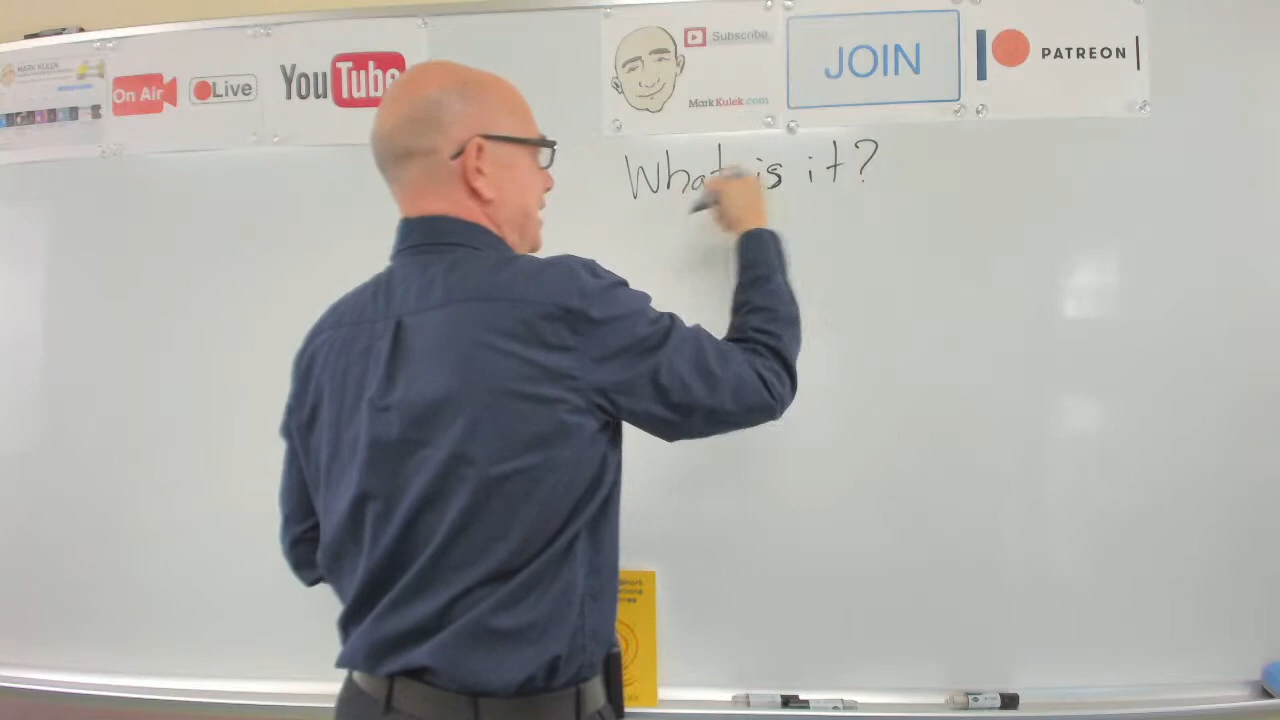 MARK KULEK
On Air
Live
YouTube
Subscribe
MarkKulek.com
JOIN
PATREON
What is it?